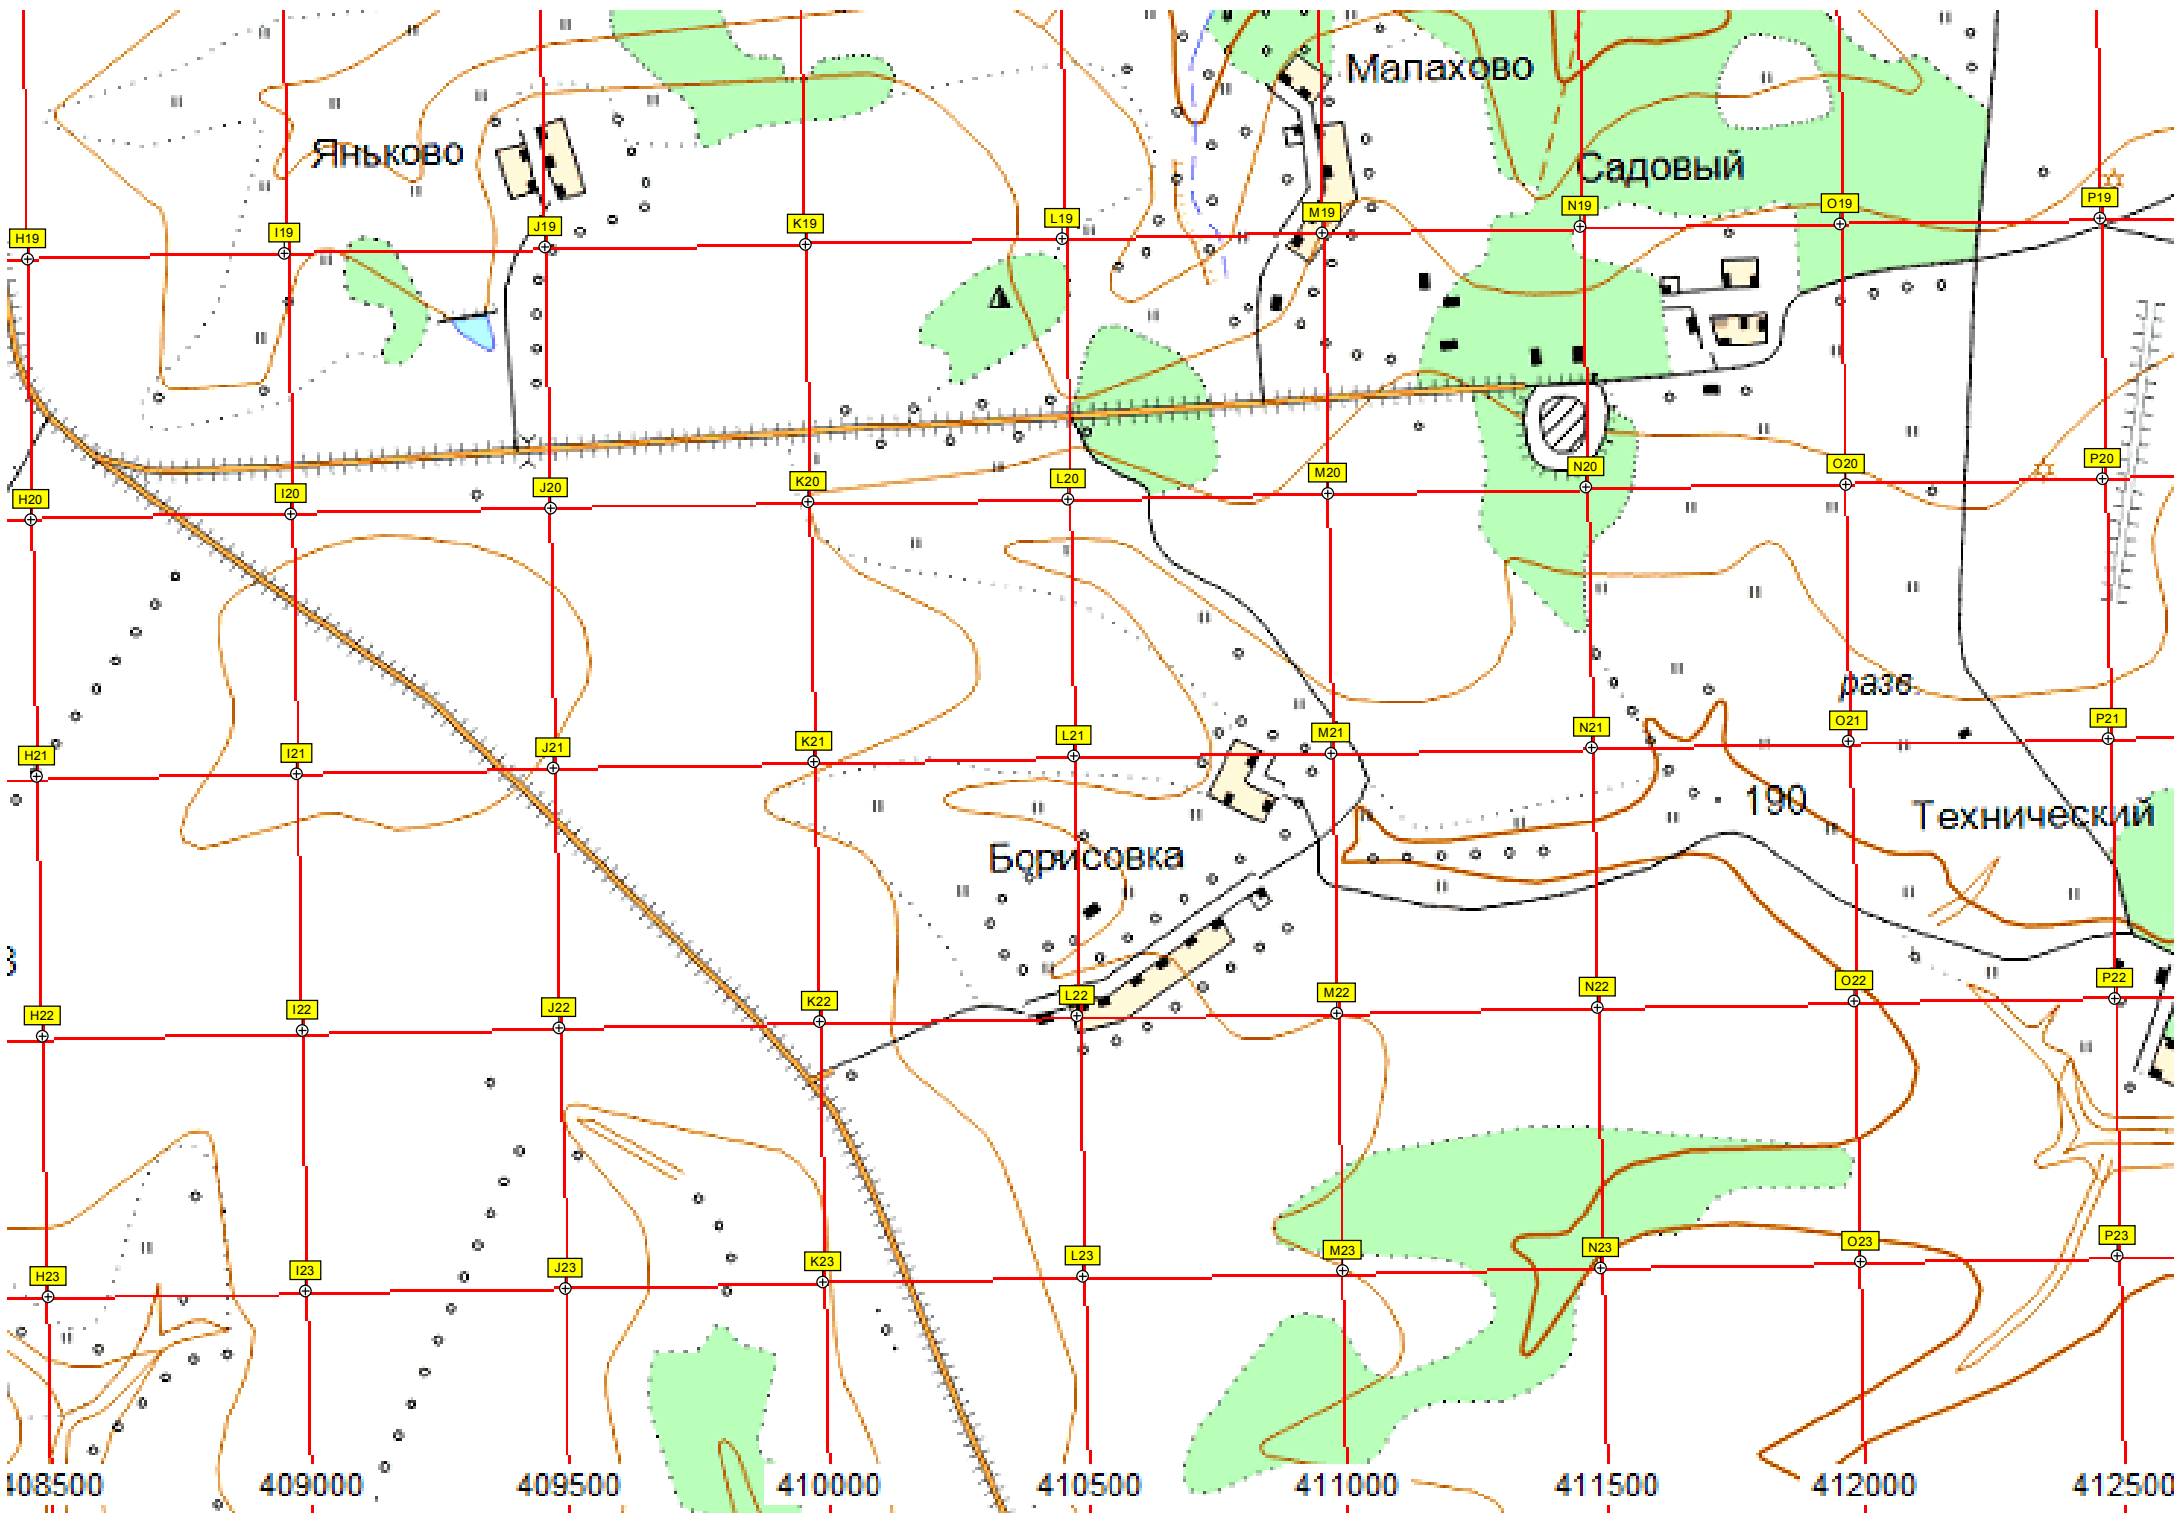 Малахово
Яньково
Садовый
H19 I19 J19 K19 L19 M19 N19 O19 P19
H20 I20 J20 K20 L20 M20 N20 O20 P20
разв.
H21 I21 J21 K21 L21 M21 N21 O21 P21
190
Технический
Борисовка
H22 I22 J22 K22 L22 M22 N22 O22 P22
H23 I23 J23 K23 L23 M23 N23 O23 P23
408500 409000 409500 410000 410500 411000 411500 412000 412500